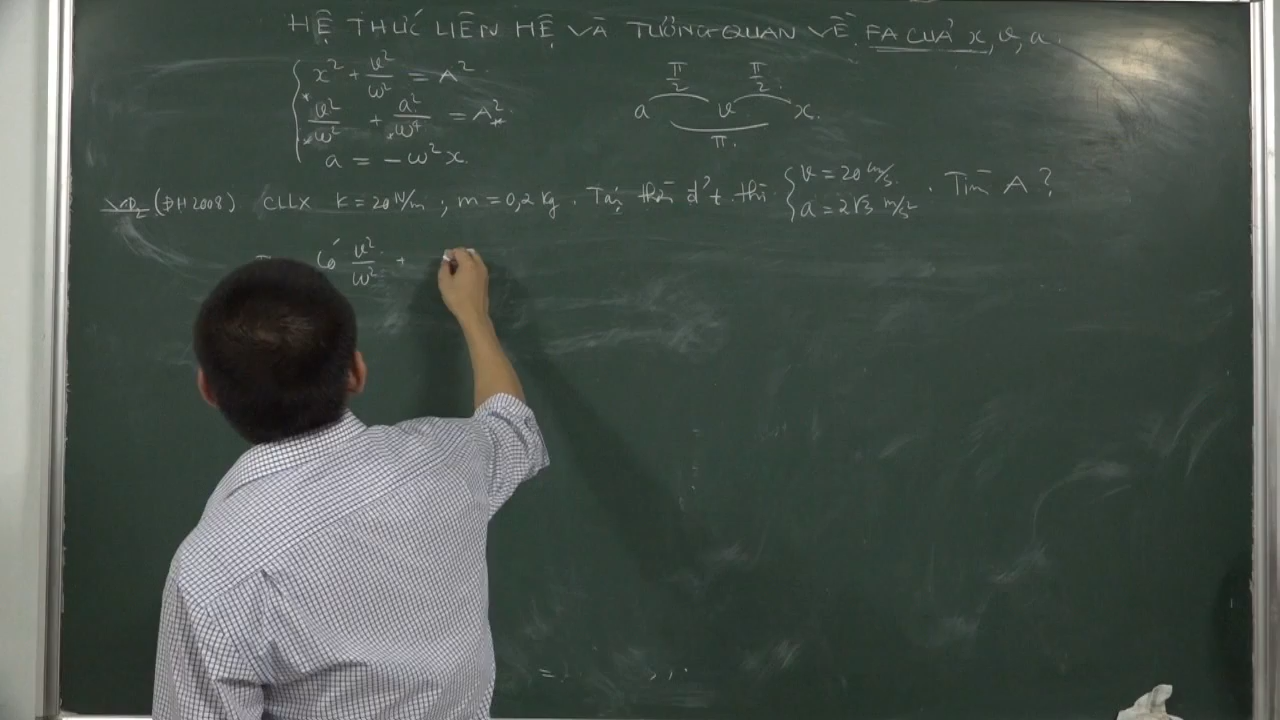 HỆ THỨC LIÊN HỆ VÀ TƯƠNG QUAN VỀ FA CỦA x, v, a.
x² + v²/ω² = A²
v²/ω² + a²/ω⁴ = A²
a = -ω²x.
π/2 π/2
a v x.
π.
VD2 (ĐH 2008) CLLX K = 20 N/m ; m = 0,2 kg . Tại thời đ² t thì { v = 20 m/s. a = 2√3 m/s² . Tìm A?
Có v²/ω² +